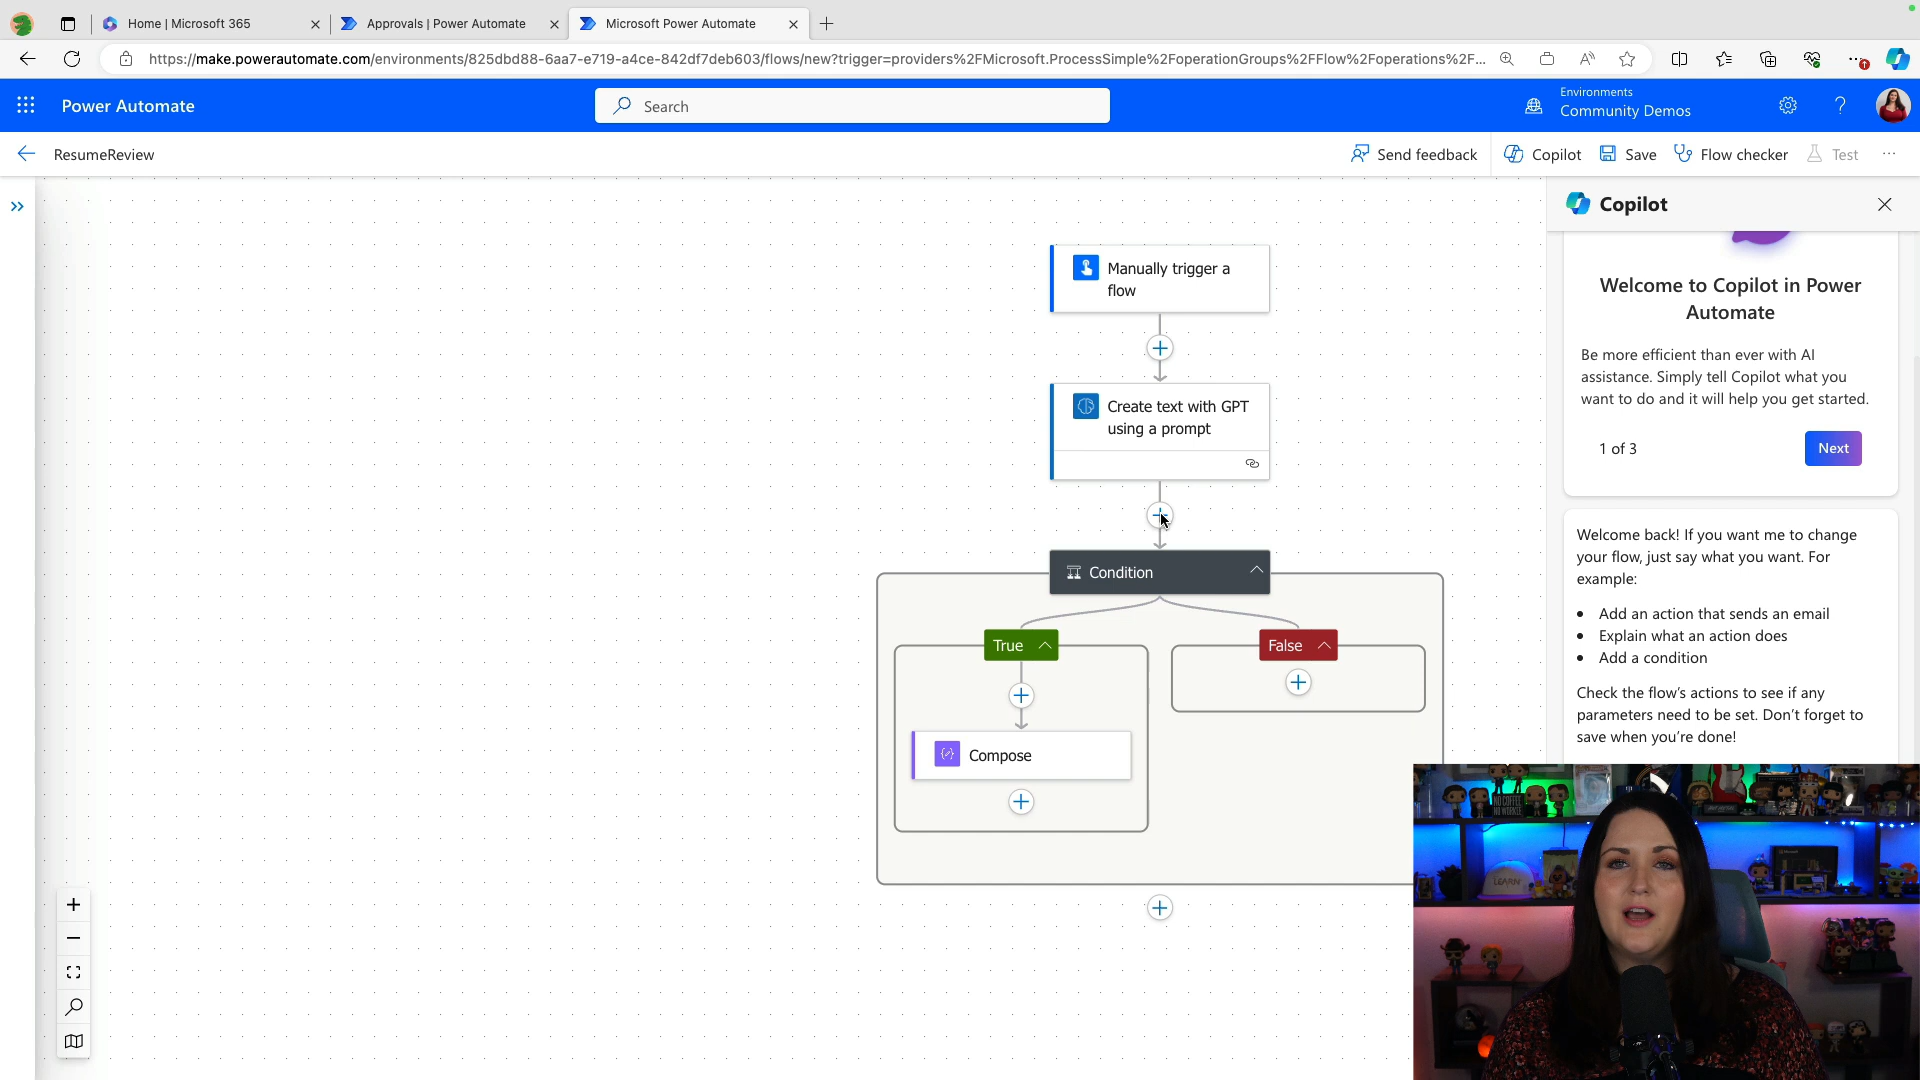 Home | Microsoft 365
Approvals | Power Automate
Microsoft Power Automate
https://make.powerautomate.com/environments/825dbd88-6aa7-e719-a4ce-842df7deb603/flows/new?trigger=providers%2FMicrosoft.ProcessSimple%2FoperationGroups%2FFlow%2Foperations%2F...
Power Automate
Search
Environments
Community Demos
ResumeReview
Send feedback
Copilot
Save
Flow checker
Test
Copilot
Manually trigger a
flow
Create text with GPT
using a prompt
Condition
True
False
Compose
Welcome to Copilot in Power
Automate
Be more efficient than ever with AI
assistance. Simply tell Copilot what you
want to do and it will help you get started.
1 of 3
Next
Welcome back! If you want me to change
your flow, just say what you want. For
example:
• Add an action that sends an email
• Explain what an action does
• Add a condition
Check the flow's actions to see if any
parameters need to be set. Don't forget to
save when you're done!
NO COFFEE
NO WORKEE
LEARN